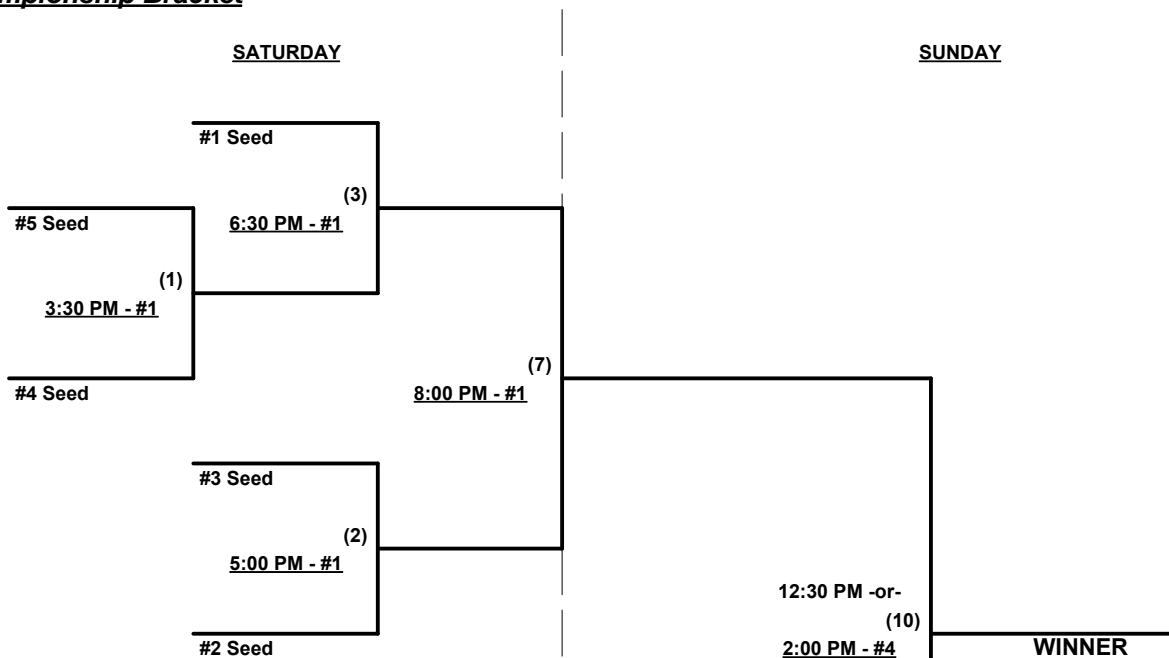 Bracket
SATURDAY
SUNDAY
#1 Seed
(3)
#5 Seed
6:30 PM - #1
(1)
3:30 PM - #1
(7)
#4 Seed
8:00 PM - #1
#3 Seed
(2)
5:00 PM - #1
12:30 PM -or-
(10)
#2 Seed
2:00 PM - #4
WINNER